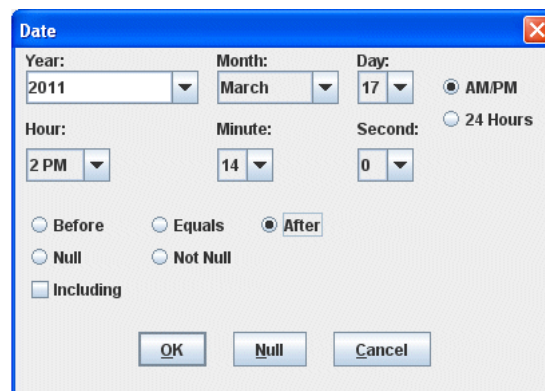 Date
Year: Month: Day:
2011 March 17 AM/PM
24 Hours
Hour: Minute: Second:
2 PM 14 0
Before Equals After
Null Not Null
Including
OK Null Cancel